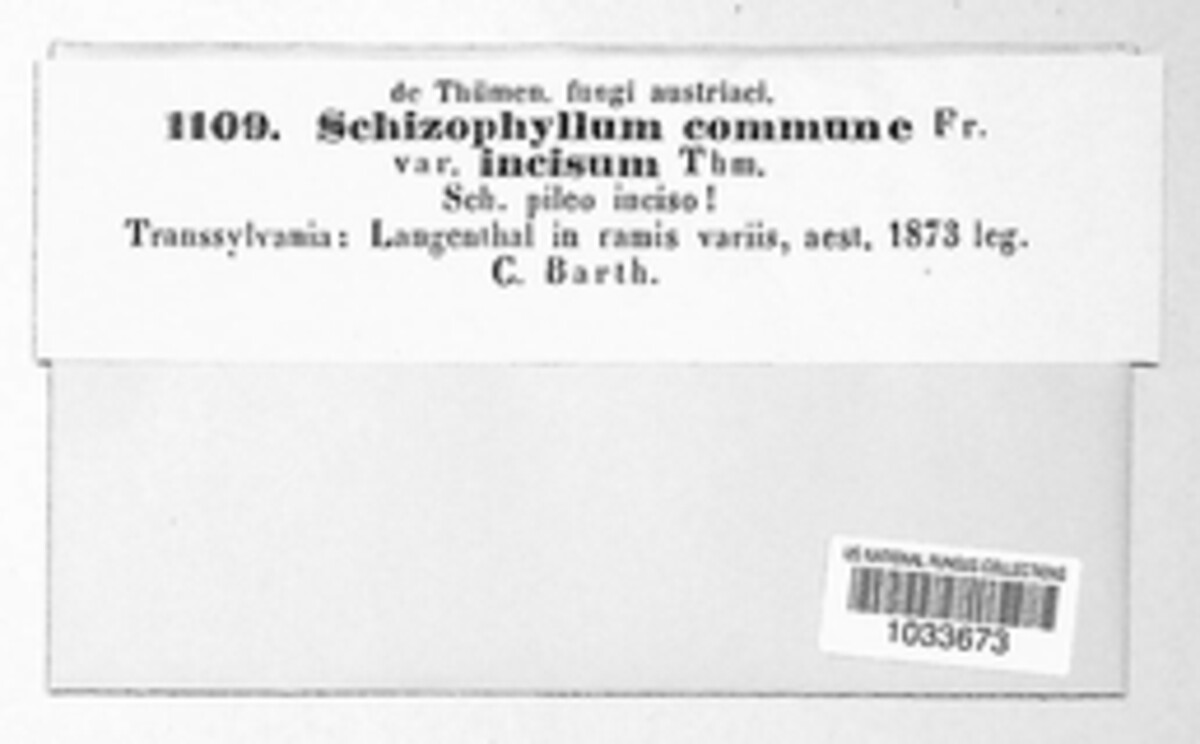 de Thümen. fungi austriaci.
1109. Schizophyllum commune Fr.
var. incisum Thm.
Sch. pileo inciso!
Transsylvania: Langenthal in ramis variis, aest. 1873 leg.
C. Barth.
US NATIONAL FUNGUS COLLECTIONS
1033673